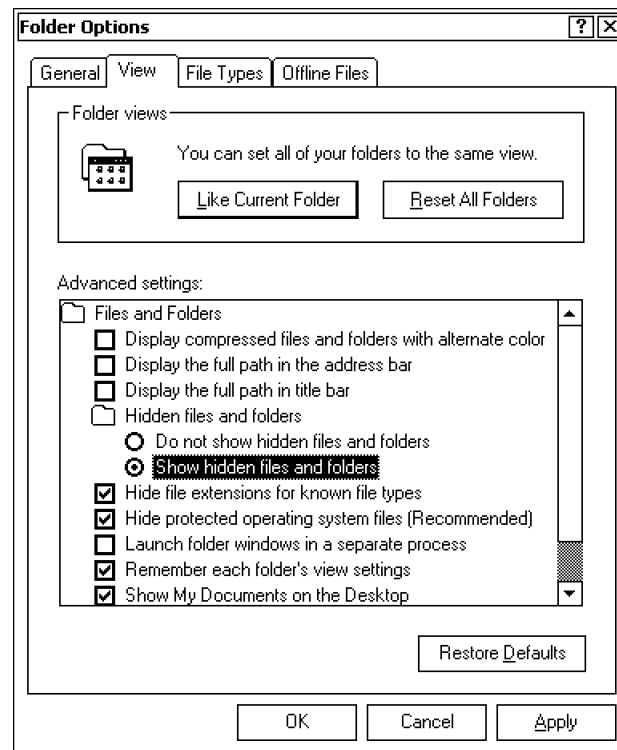 Folder Options
? X
General View File Types Offline Files
Folder views
You can set all of your folders to the same view.
Like Current Folder Reset All Folders
Advanced settings:
Files and Folders
Display compressed files and folders with alternate color
Display the full path in the address bar
Display the full path in title bar
Hidden files and folders
Do not show hidden files and folders
Show hidden files and folders
Hide file extensions for known file types
Hide protected operating system files (Recommended)
Launch folder windows in a separate process
Remember each folder's view settings
Show My Documents on the Desktop
Restore Defaults
OK Cancel Apply